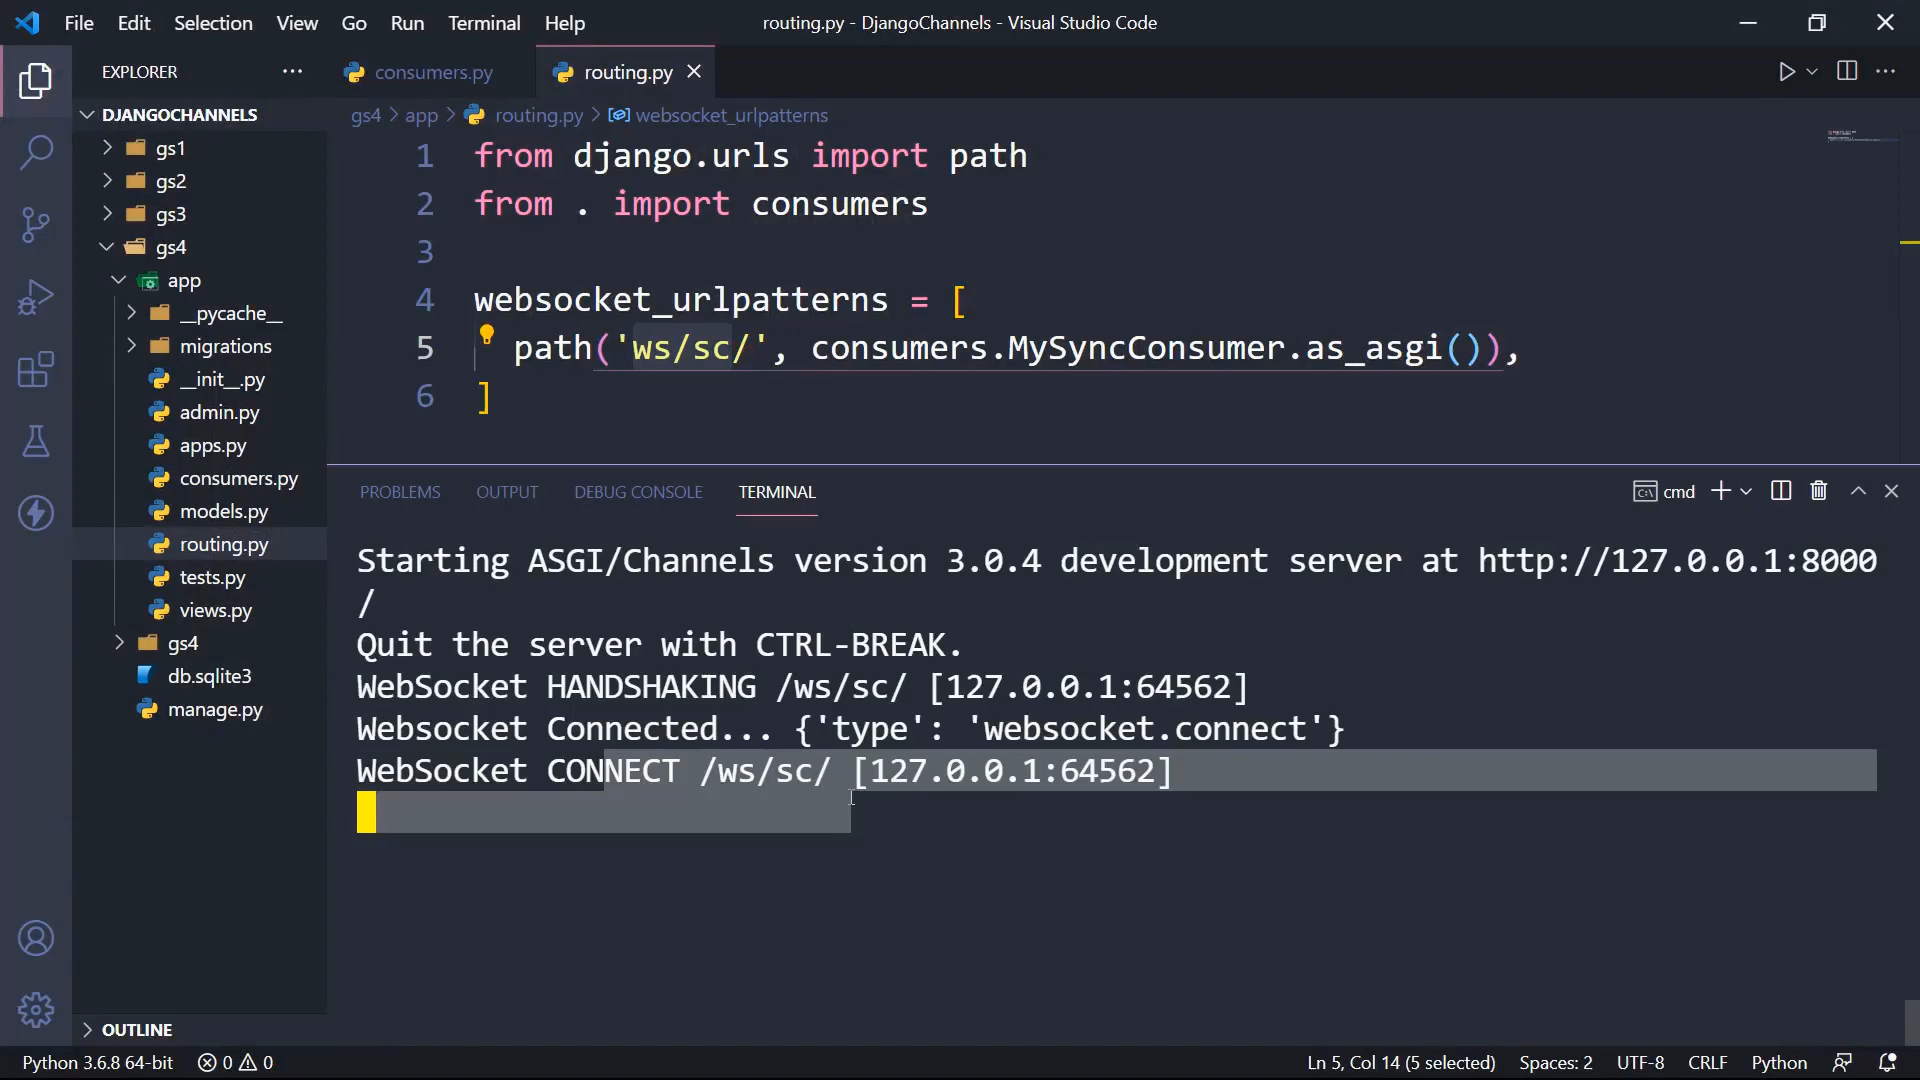 File Edit Selection View Go Run Terminal Help
routing.py - DjangoChannels - Visual Studio Code
EXPLORER
consumers.py
routing.py
DJANGOCHANNELS
gs1
gs2
gs3
gs4
app
__pycache__
migrations
__init__.py
admin.py
apps.py
consumers.py
models.py
routing.py
tests.py
views.py
gs4
db.sqlite3
manage.py
OUTLINE
gs4 > app > routing.py > websocket_urlpatterns
1 from django.urls import path
2 from . import consumers
3
4 websocket_urlpatterns = [
5 path('ws/sc/', consumers.MySyncConsumer.as_asgi()),
6 ]
PROBLEMS OUTPUT DEBUG CONSOLE TERMINAL
cmd
Starting ASGI/Channels version 3.0.4 development server at http://127.0.0.1:8000
/
Quit the server with CTRL-BREAK.
WebSocket HANDSHAKING /ws/sc/ [127.0.0.1:64562]
Websocket Connected... {'type': 'websocket.connect'}
WebSocket CONNECT /ws/sc/ [127.0.0.1:64562]
Python 3.6.8 64-bit 0 0
Ln 5, Col 14 (5 selected) Spaces: 2 UTF-8 CRLF Python